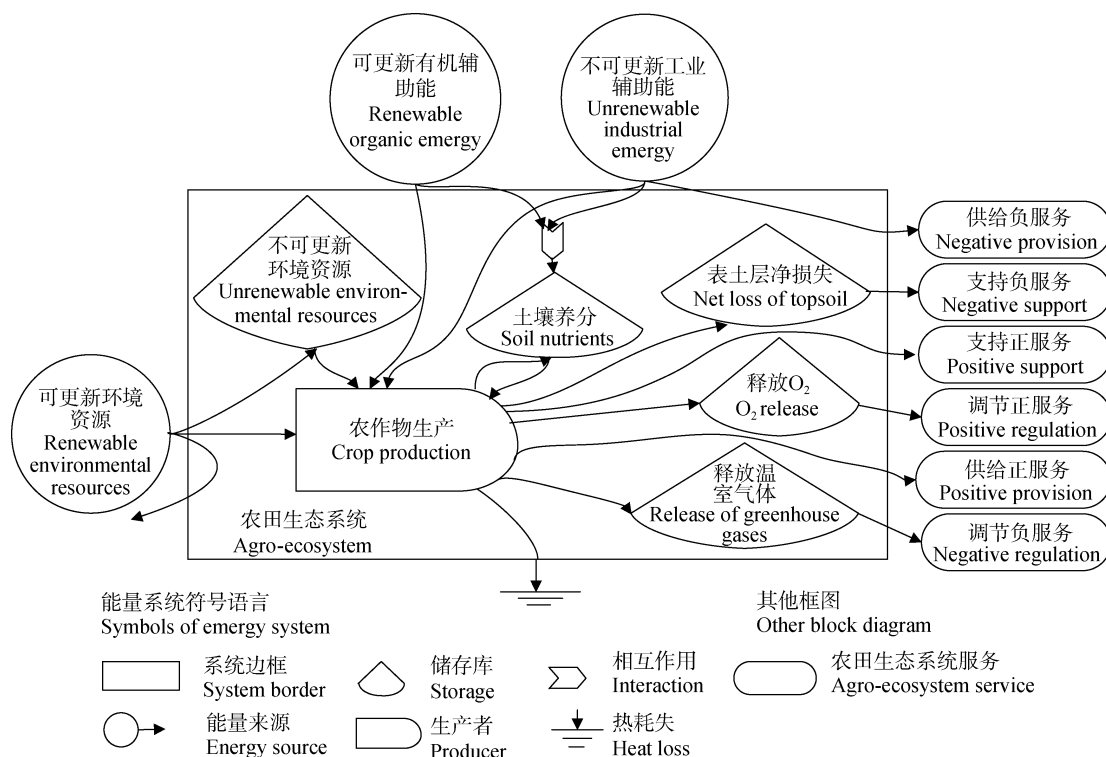 可更新有机辅
助能
Renewable
organic emergy
不可更新工业
辅助能
Unrenewable
industrial
emergy
不可更新
环境资源
Unrenewable environ-
mental resources
土壤养分
Soil nutrients
表土层净损失
Net loss of topsoil
供给负服务
Negative provision
支持负服务
Negative support
支持正服务
Positive support
可更新环境
资源
Renewable
environmental
resources
农作物生产
Crop production
释放O₂
O₂ release
调节正服务
Positive regulation
供给正服务
Positive provision
释放温
室气体
Release of greenhouse
gases
调节负服务
Negative regulation
农田生态系统
Agro-ecosystem
能量系统符号语言
Symbols of emergy system
其他框图
Other block diagram
系统边框
System border
储存库
Storage
相互作用
Interaction
农田生态系统服务
Agro-ecosystem service
能量来源
Energy source
生产者
Producer
热耗失
Heat loss